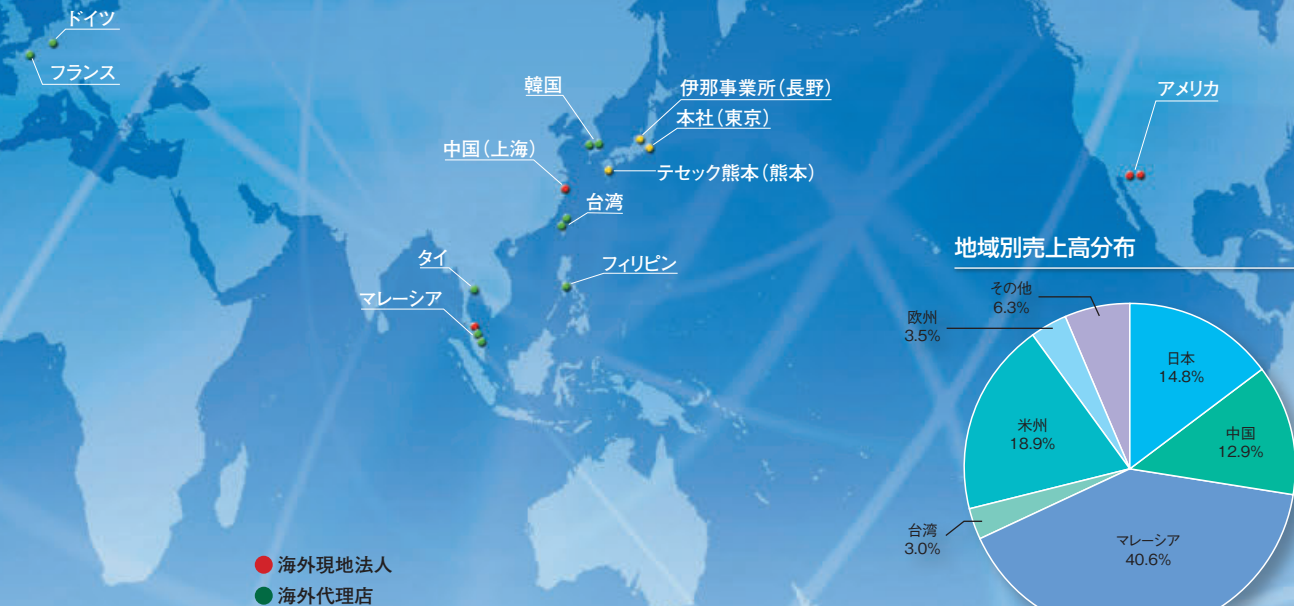 ドイツ
フランス
韓国
伊那事業所（長野）
本社（東京）
中国（上海）
テセック熊本（熊本）
台湾
タイ
フィリピン
マレーシア
アメリカ
地域別売上高分布
その他
6.3%
欧州
3.5%
日本
14.8%
米州
18.9%
中国
12.9%
台湾
3.0%
マレーシア
40.6%
海外現地法人
海外代理店